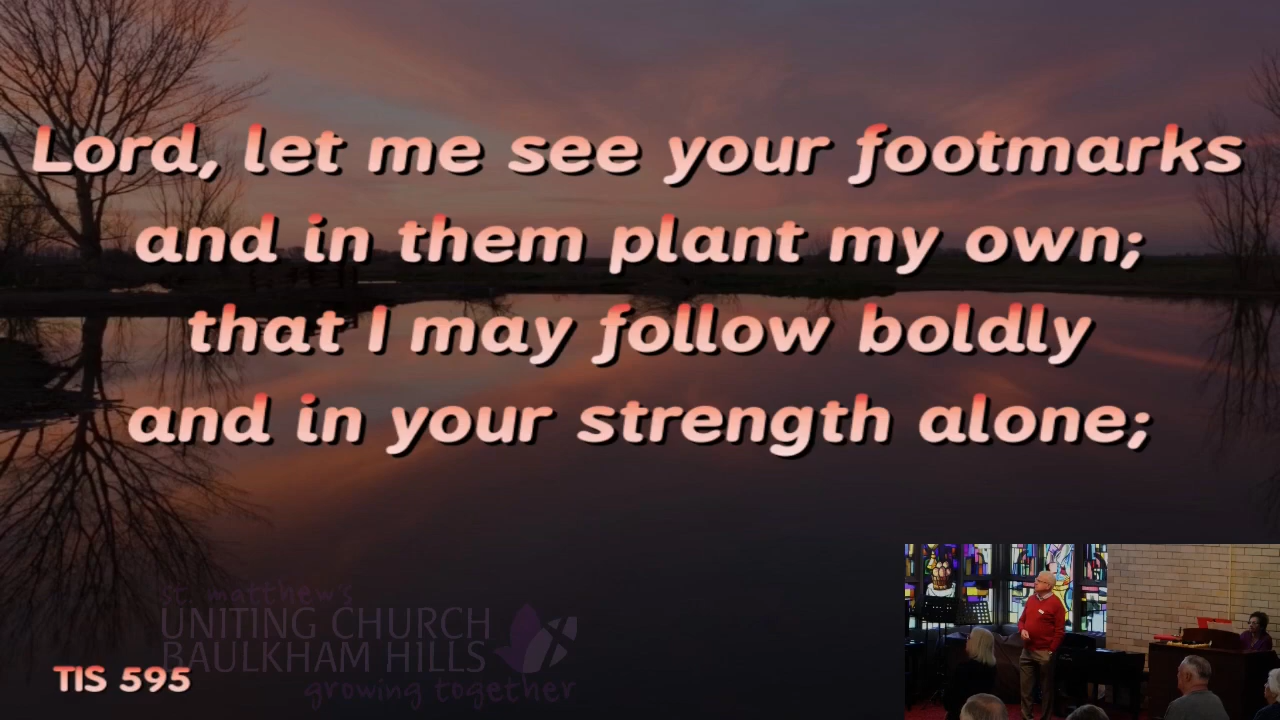 Lord, let me see your footmarks
and in them plant my own;
that I may follow boldly
and in your strength alone;
st. matthew's
UNITING CHURCH
BAULKHAM HILLS
growing together
TIS 595